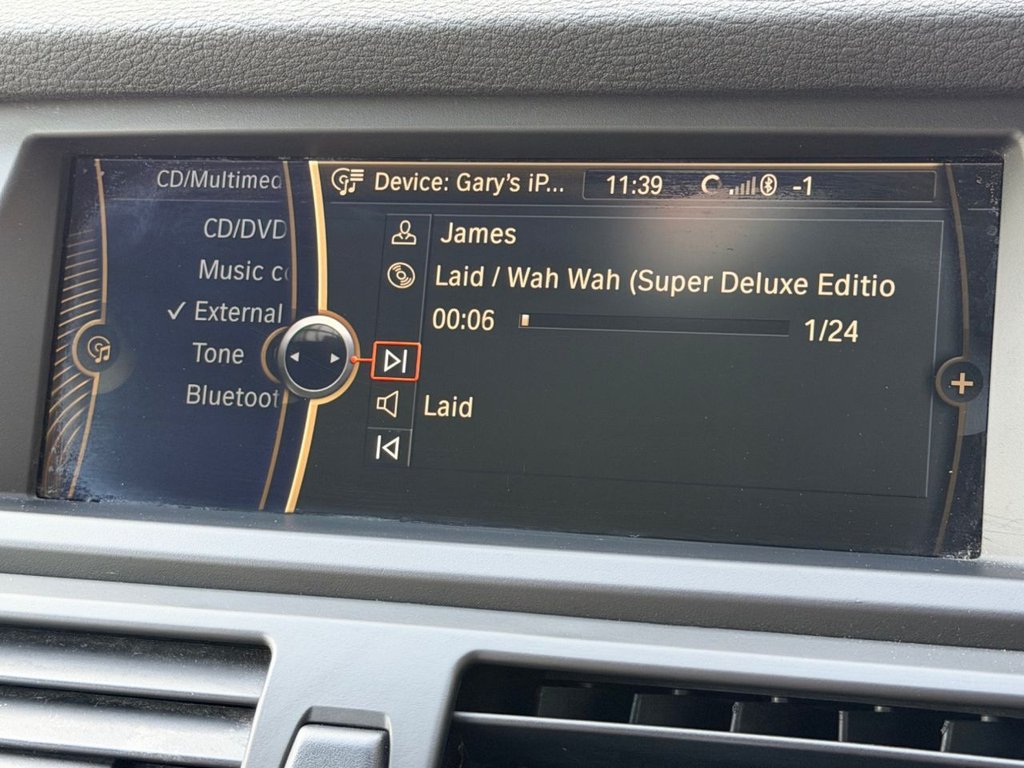 CD/Multimed
Device: Gary's iP...
11:39
-1
CD/DVD
Music c
✓ External
Tone
Bluetoot
James
Laid / Wah Wah (Super Deluxe Editio
00:06
1/24
Laid